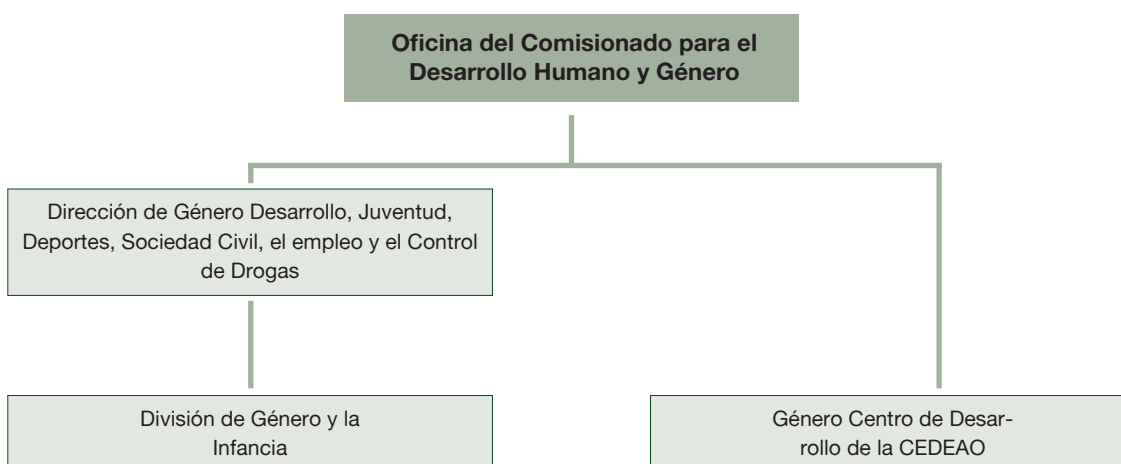 Oficina del Comisionado para el
Desarrollo Humano y Género
Dirección de Género Desarrollo, Juventud,
Deportes, Sociedad Civil, el empleo y el Control
de Drogas
División de Género y la
Infancia
Género Centro de Desar-
rollo de la CEDEAO